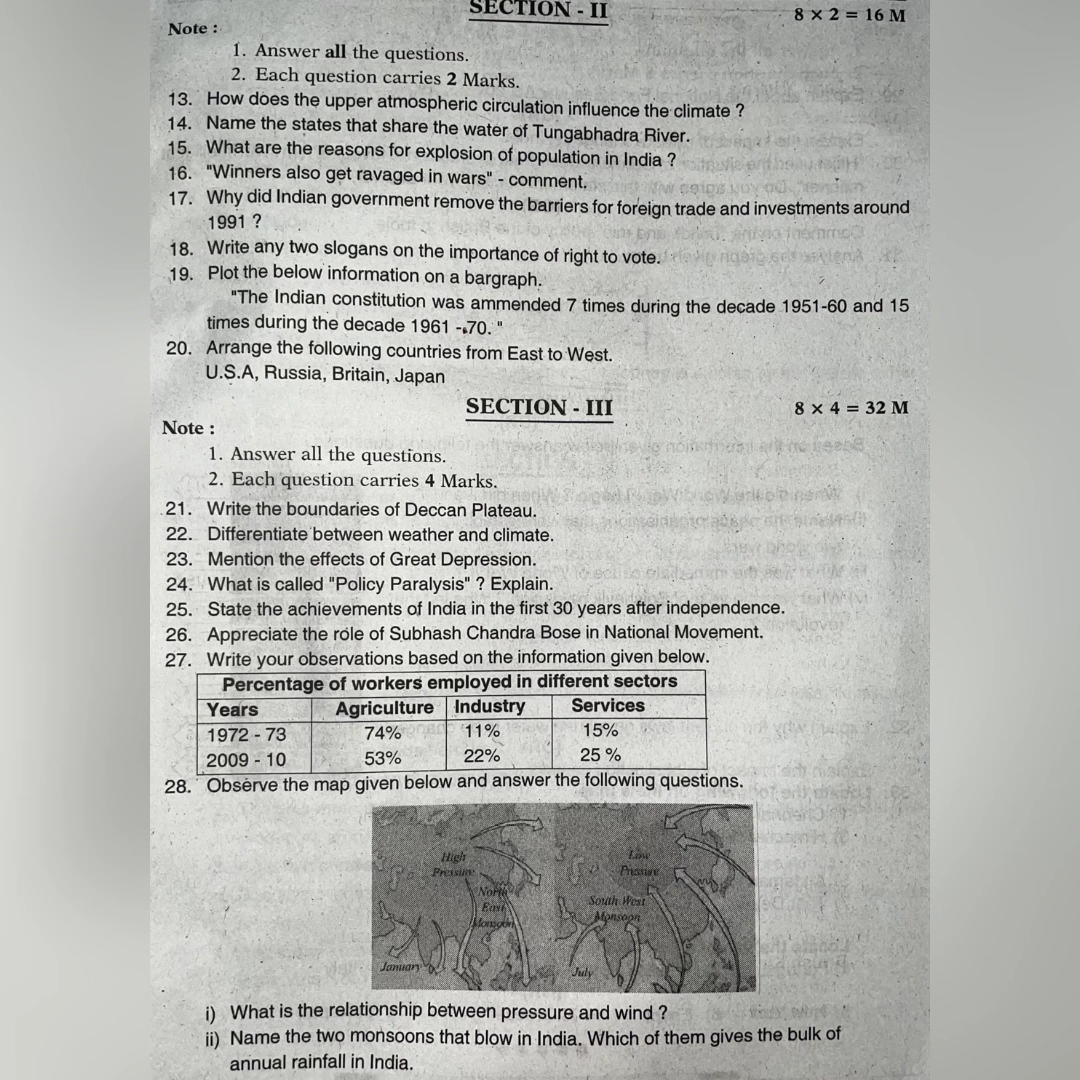 SECTION - II
8 × 2 = 16 M
Note :
1. Answer all the questions.
2. Each question carries 2 Marks.
13. How does the upper atmospheric circulation influence the climate ?
14. Name the states that share the water of Tungabhadra River.
15. What are the reasons for explosion of population in India ?
16. "Winners also get ravaged in wars" - comment.
17. Why did Indian government remove the barriers for foreign trade and investments around
1991 ?
18. Write any two slogans on the importance of right to vote.
19. Plot the below information on a bargraph.
"The Indian constitution was ammended 7 times during the decade 1951-60 and 15
times during the decade 1961 - 70. "
20. Arrange the following countries from East to West.
U.S.A, Russia, Britain, Japan
SECTION - III
8 × 4 = 32 M
Note :
1. Answer all the questions.
2. Each question carries 4 Marks.
21. Write the boundaries of Deccan Plateau.
22. Differentiate between weather and climate.
23. Mention the effects of Great Depression.
24. What is called "Policy Paralysis" ? Explain.
25. State the achievements of India in the first 30 years after independence.
26. Appreciate the role of Subhash Chandra Bose in National Movement.
27. Write your observations based on the information given below.
Percentage of workers employed in different sectors
Years Agriculture Industry Services
1972 - 73 74% 11% 15%
2009 - 10 53% 22% 25 %
28. Observe the map given below and answer the following questions.
High
Pressure
North
East
Monsoon
January
Low
Pressure
South West
Monsoon
July
i) What is the relationship between pressure and wind ?
ii) Name the two monsoons that blow in India. Which of them gives the bulk of
annual rainfall in India.